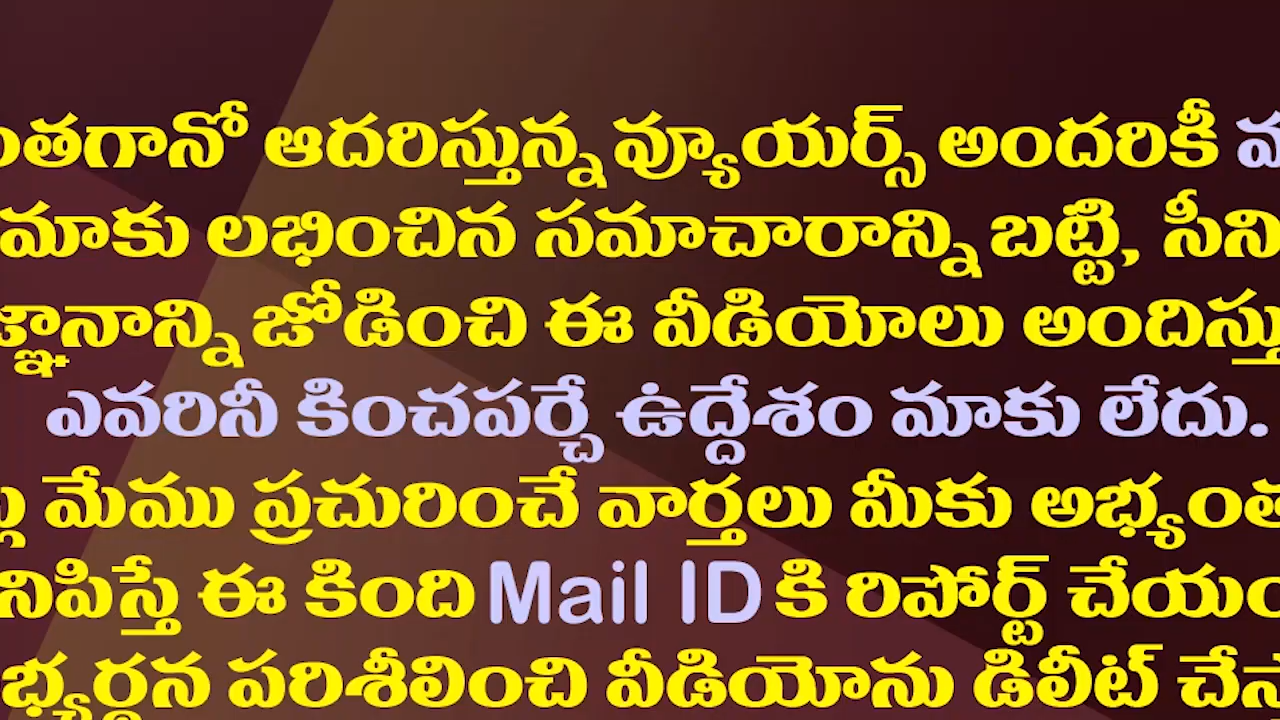 ంతగానో ఆదరిస్తున్న వ్యూయర్స్ అందరికీ
మాకు లభించిన సమాచారాన్ని బట్టి, సీని
జ్ఞానాన్ని జోడించి ఈ వీడియోలు అందిస్తు
ఎవరినీ కించపర్చే ఉద్దేశం మాకు లేదు.
మేము ప్రచురించే వార్తలు మీకు అభ్యంత
నిపిస్తే ఈ కింది Mail ID కి రిపోర్ట్ చేయం
భ్యర్థన పరిశీలించి వీడియోను డిలీట్ చేస